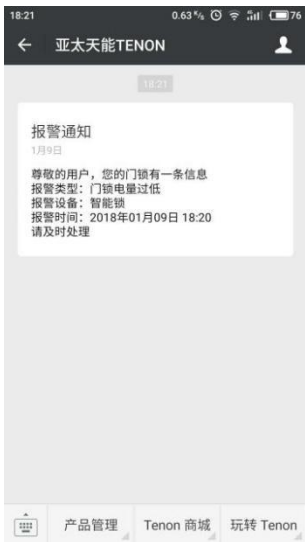 18:21
0.63 K/s 76
亚太天能TENON
18:21
报警通知
1月9日
尊敬的用户，您的门锁有一条信息
报警类型：门锁电量过低
报警设备：智能锁
报警时间：2018年01月09日 18:20
请及时处理
产品管理 Tenon 商城 玩转 Tenon